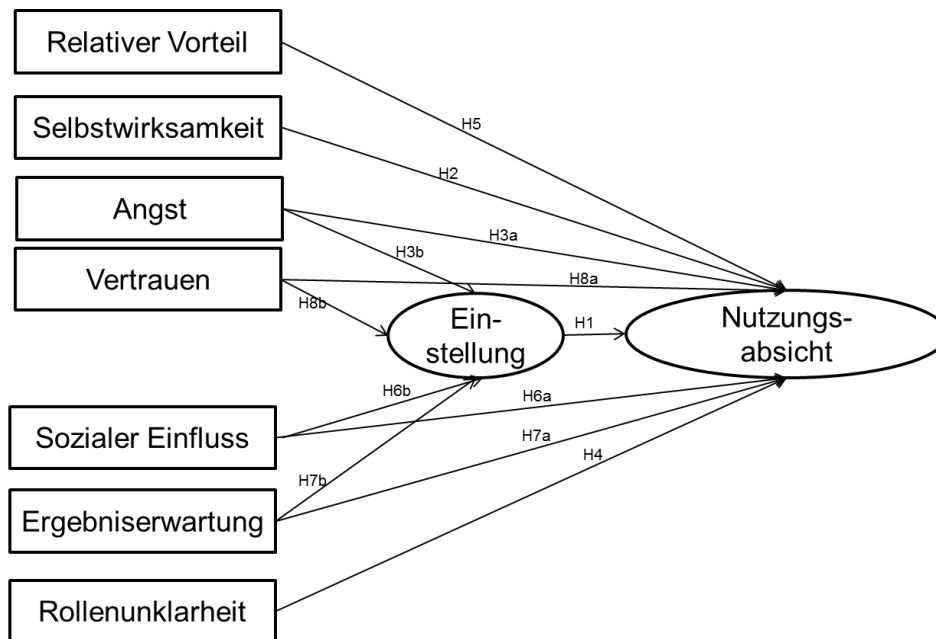 Relativer Vorteil
Selbstwirksamkeit
Angst
Vertrauen
Sozialer Einfluss
Ergebniserwartung
Rollenunklarheit
H5
H2
H3a
H3b
H8a
H8b
Ein-
stellung
H1
Nutzungs-
absicht
H6b
H6a
H7a
H4
H7b